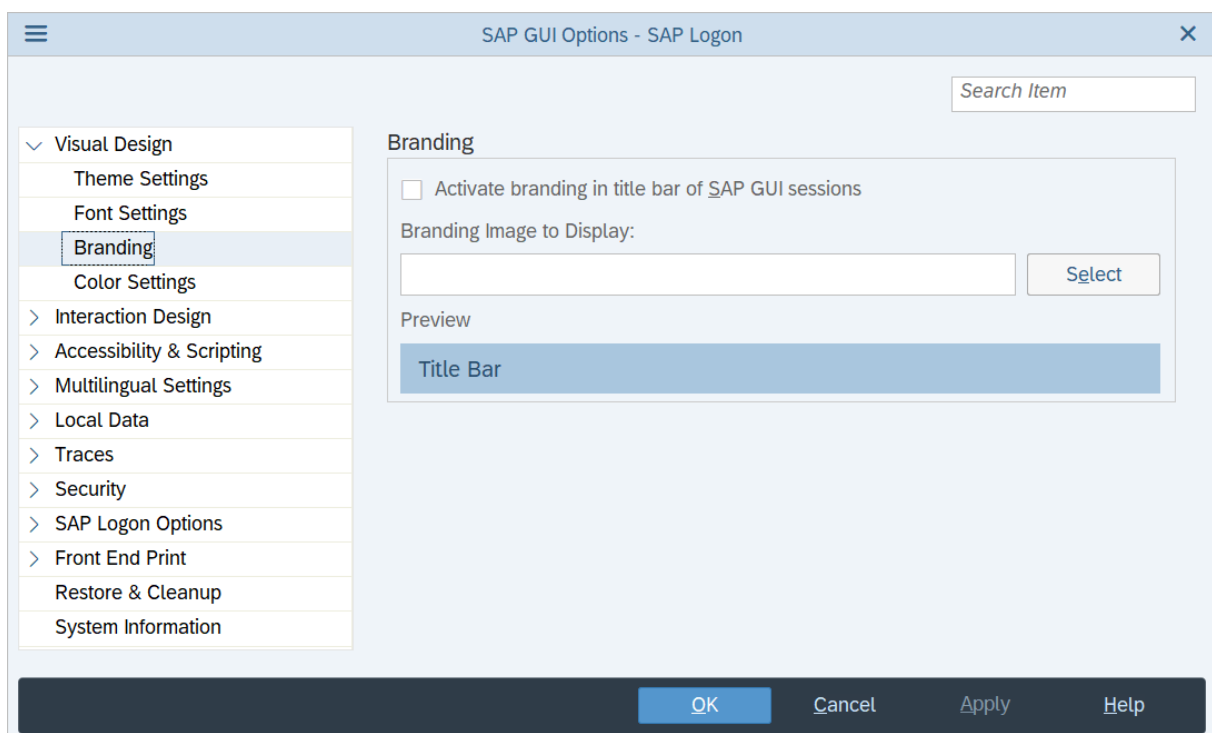 SAP GUI Options - SAP Logon
Search Item
Visual Design
Theme Settings
Font Settings
Branding
Color Settings
Interaction Design
Accessibility & Scripting
Multilingual Settings
Local Data
Traces
Security
SAP Logon Options
Front End Print
Restore & Cleanup
System Information
Branding
Activate branding in title bar of SAP GUI sessions
Branding Image to Display:
Select
Preview
Title Bar
OK Cancel Apply Help